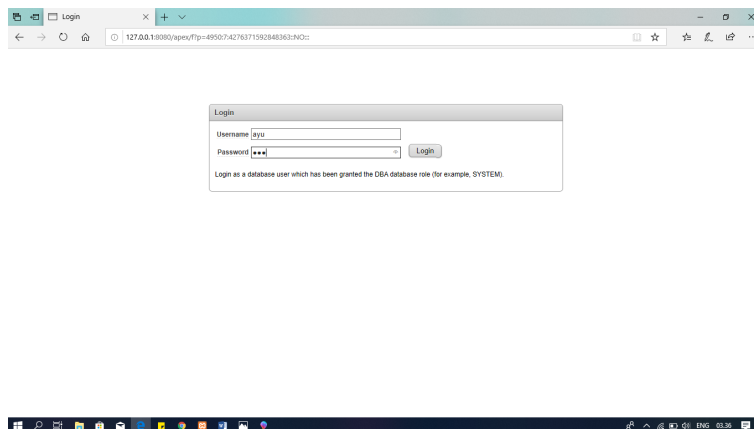 Login
127.0.0.1:8080/apex/f?p=4950:7:4276371592848363::NO:::
Login
Username ayu
Password
Login
Login as a database user which has been granted the DBA database role (for example, SYSTEM).
ENG 03.36